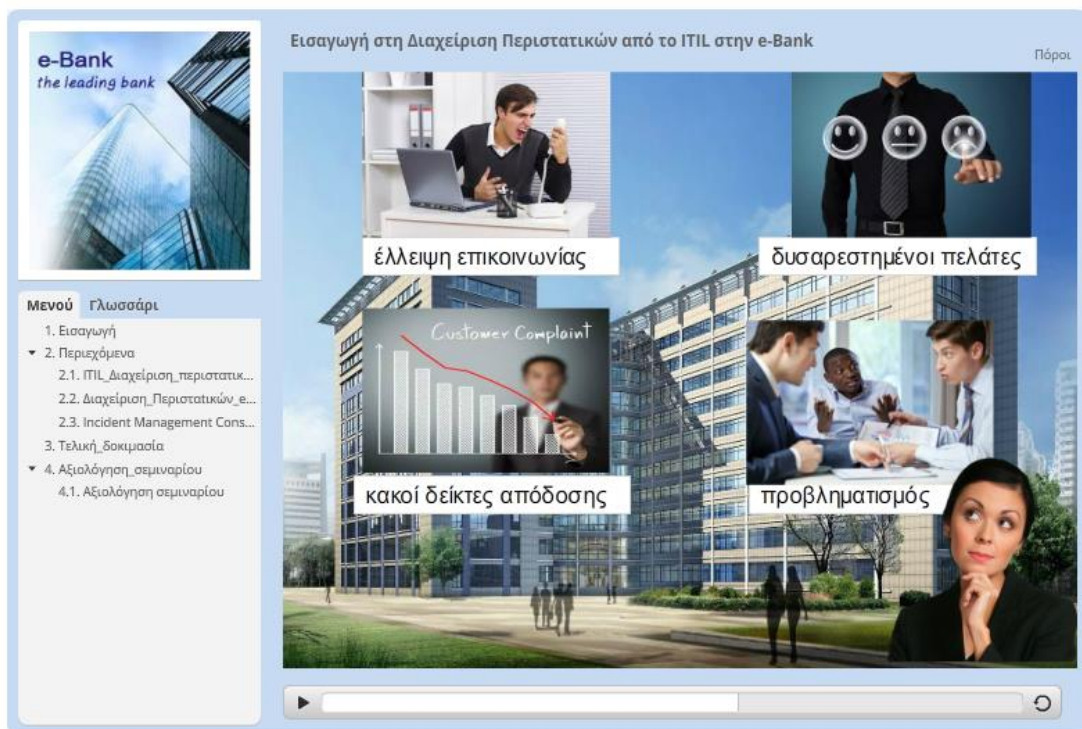 e-Bank
the leading bank
Εισαγωγή στη Διαχείριση Περιστατικών από το ITIL στην e-Bank
Πόροι
Μενού Γλωσσάρι
1. Εισαγωγή
2. Περιεχόμενα
2.1. ITIL_Διαχείριση_περιστατικ...
2.2. Διαχείριση_Περιστατικών_e...
2.3. Incident Management Cons...
3. Τελική_δοκιμασία
4. Αξιολόγηση_σεμιναρίου
4.1. Αξιολόγηση σεμιναρίου
έλλειψη επικοινωνίας
δυσαρεστημένοι πελάτες
Customer Complaint
κακοί δείκτες απόδοσης
προβληματισμός